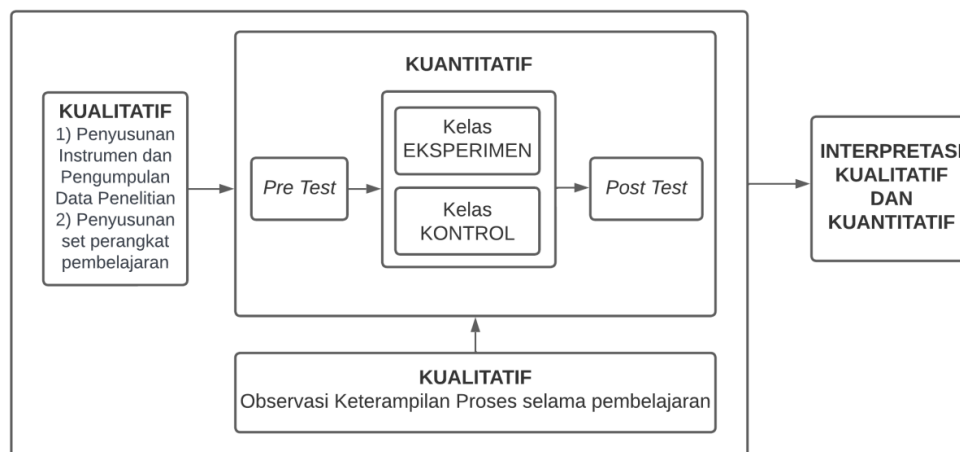 KUANTITATIF
KUALITATIF
1) Penyusunan
Instrumen dan
Pengumpulan
Data Penelitian
2) Penyusunan
set perangkat
pembelajaran
Pre Test
Kelas
EKSPERIMEN
Kelas
KONTROL
Post Test
INTERPRETASI
KUALITATIF
DAN
KUANTITATIF
KUALITATIF
Observasi Keterampilan Proses selama pembelajaran